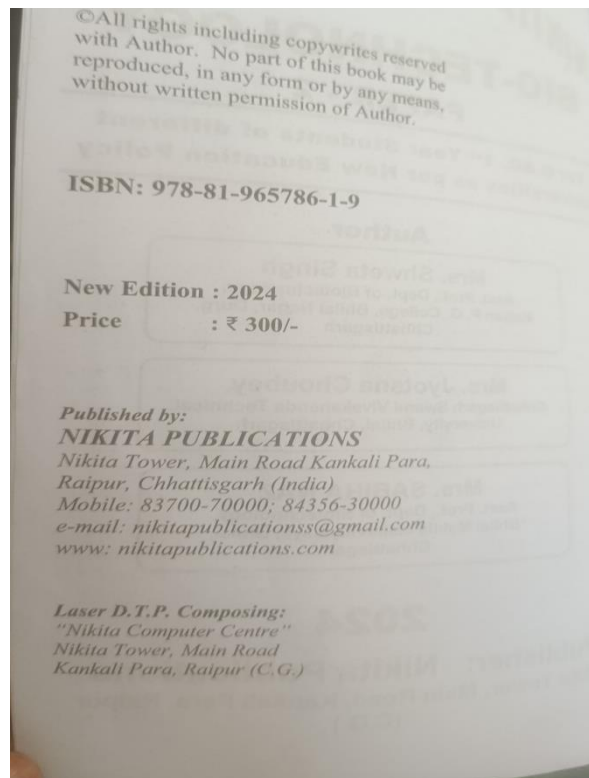 ©All rights including copywrites reserved
with Author. No part of this book may be
reproduced, in any form or by any means,
without written permission of Author.
ISBN: 978-81-965786-1-9
New Edition : 2024
Price : ₹ 300/-
Published by:
NIKITA PUBLICATIONS
Nikita Tower, Main Road Kankali Para,
Raipur, Chhattisgarh (India)
Mobile: 83700-70000; 84356-30000
e-mail: nikitapublicationss@gmail.com
www: nikitapublications.com
Laser D.T.P. Composing:
"Nikita Computer Centre"
Nikita Tower, Main Road
Kankali Para, Raipur (C.G.)